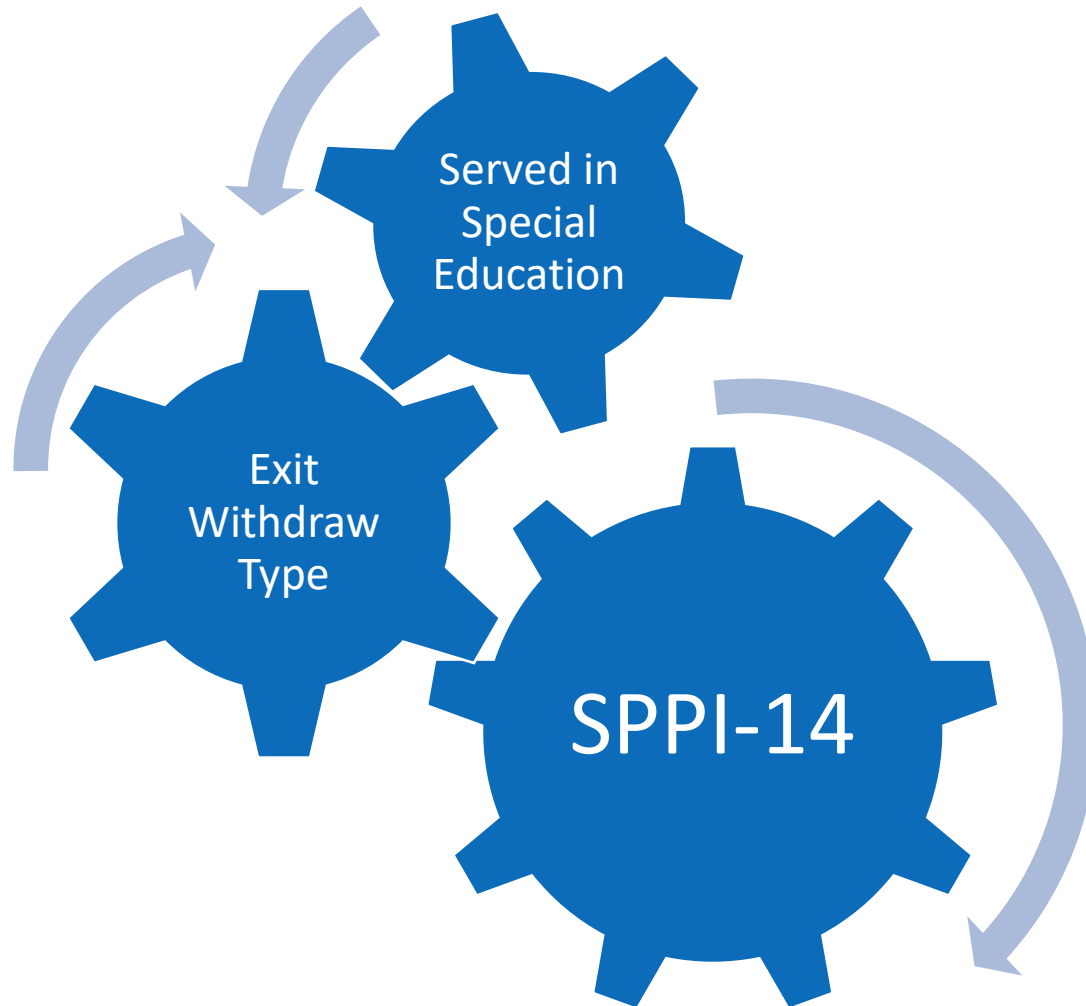 Served in
Special
Education
Exit
Withdraw
Type
SPPI-14